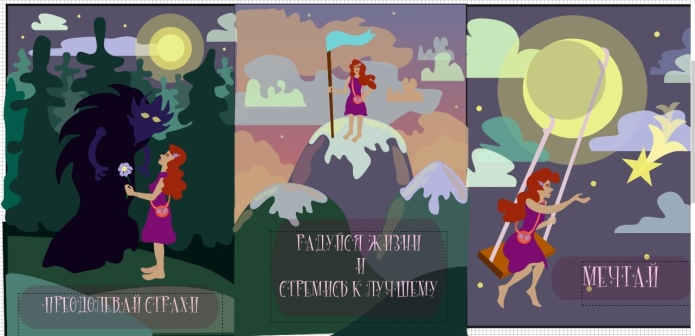 ПРЕОДОЛЕВАЙ СТРАХИ
РАДУЙСЯ ЖИЗНИ
И
СТРЕМИСЬ К ЛУЧШЕМУ
МЕЧТАЙ